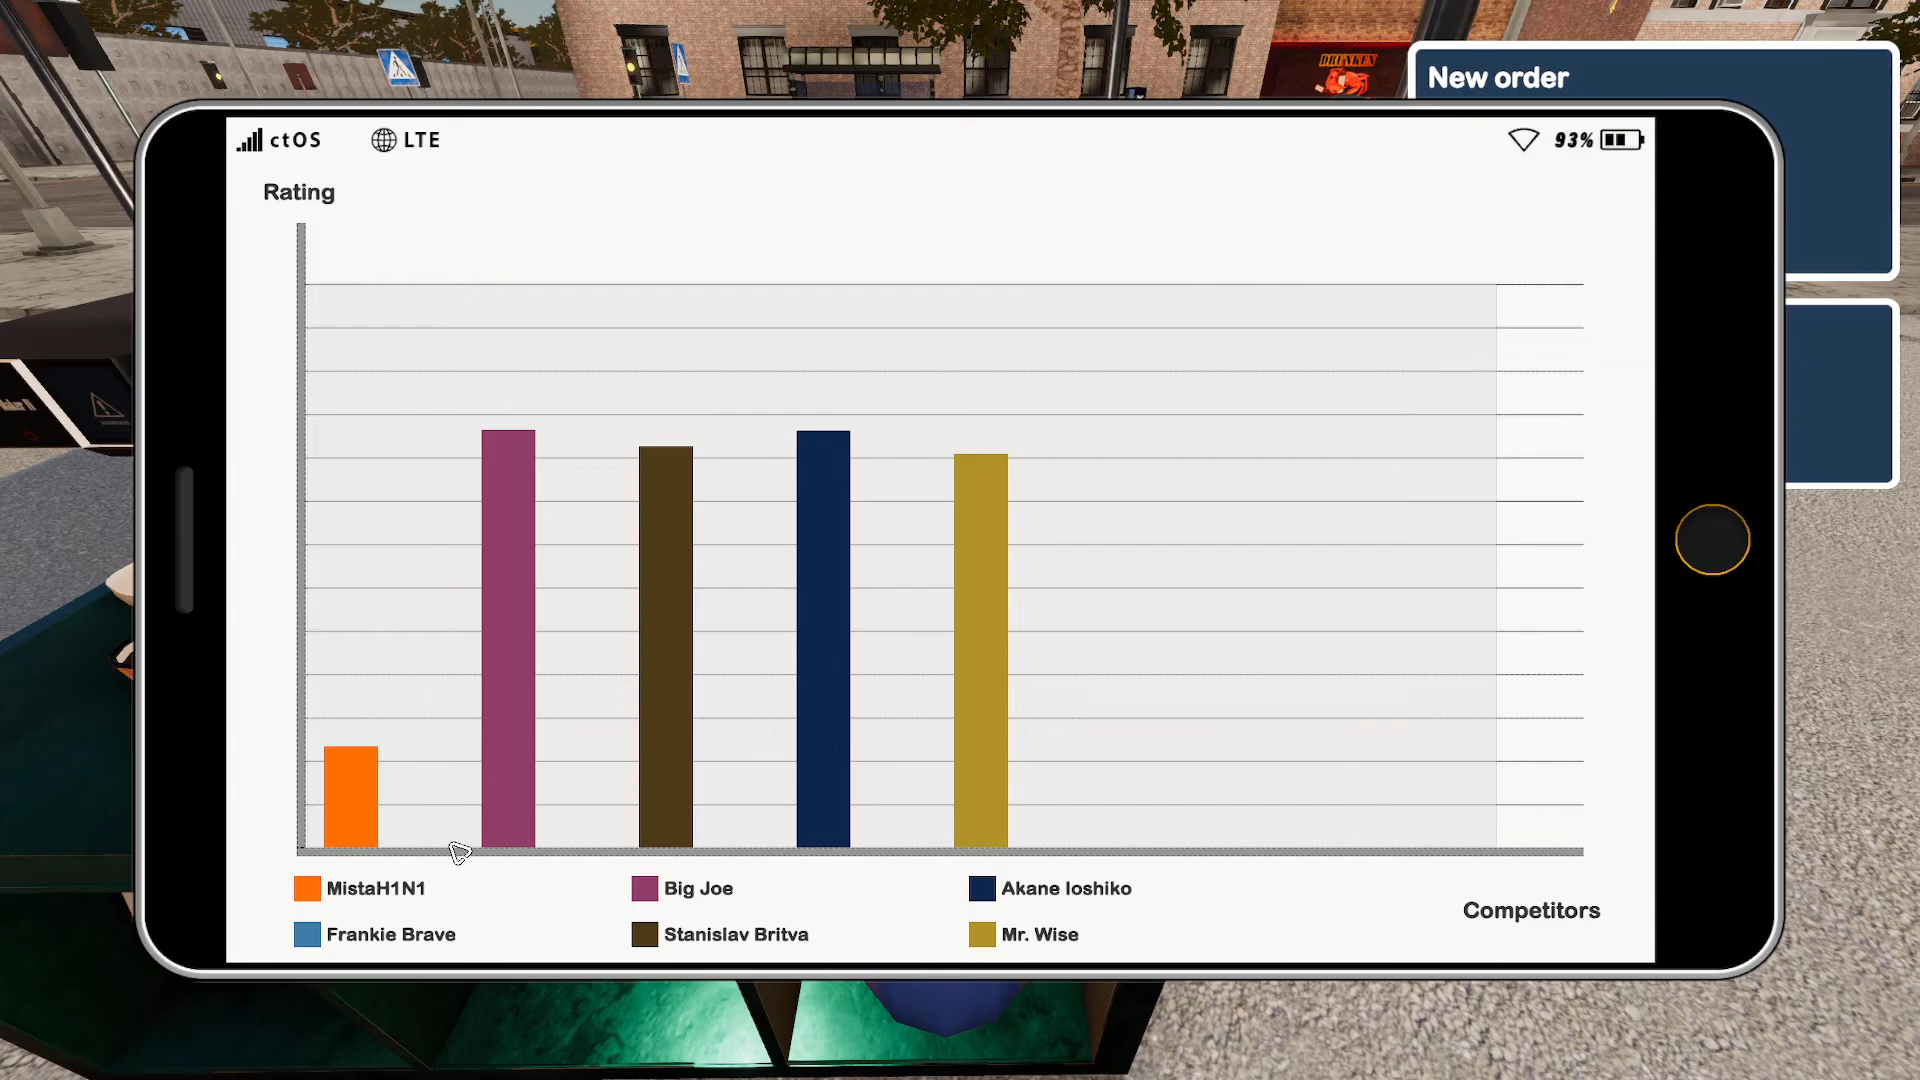 DRUNKEN
New order
ctOS
LTE
93%
Rating
MistaH1N1
Big Joe
Akane Ioshiko
Competitors
Frankie Brave
Stanislav Britva
Mr. Wise